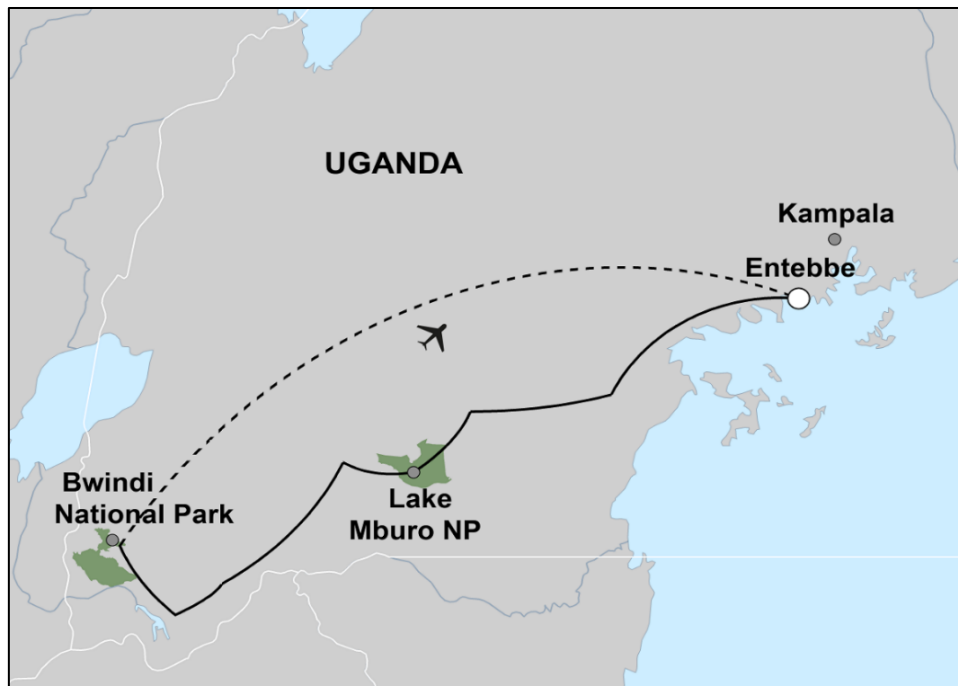 UGANDA
Kampala
Entebbe
Bwindi
National Park
Lake
Mburo NP